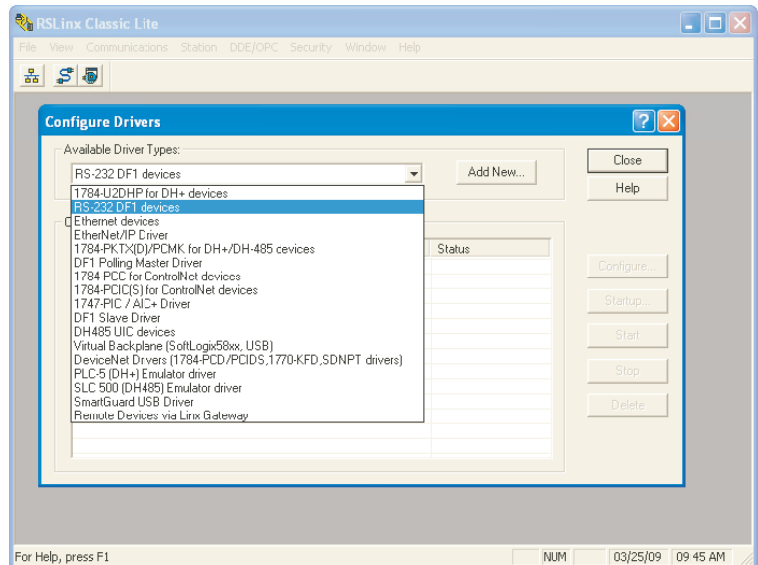 RSLinx Classic Lite
File View Communications Station DDE/OPC Security Window Help
Configure Drivers
Available Driver Types:
RS-232 DF1 devices
Add New...
Close
Help
1784-U2DHP for DH+ devices
RS-232 DF1 devices
Ethernet devices
EtherNet/IP Driver
1784-PKTX(D)/PCMK for DH+/DH-485 devices
DF1 Polling Master Driver
1784 PCC for ControlNet devices
1784-PCIC(S) for ControlNet devices
1747-PIC / AIC+ Driver
DF1 Slave Driver
DH485 UIC devices
Virtual Backplane (SoftLogix58xx, USB)
DeviceNet Drivers (1784-PCD/PCIDS,1770-KFD,SDNPT drivers)
PLC-5 (DH+) Emulator driver
SLC 500 (DH485) Emulator driver
SmartGuard USB Driver
Remote Devices via Linx Gateway
Status
Configure...
Startup...
Start
Stop
Delete
For Help, press F1
NUM
03/25/09
09:45 AM